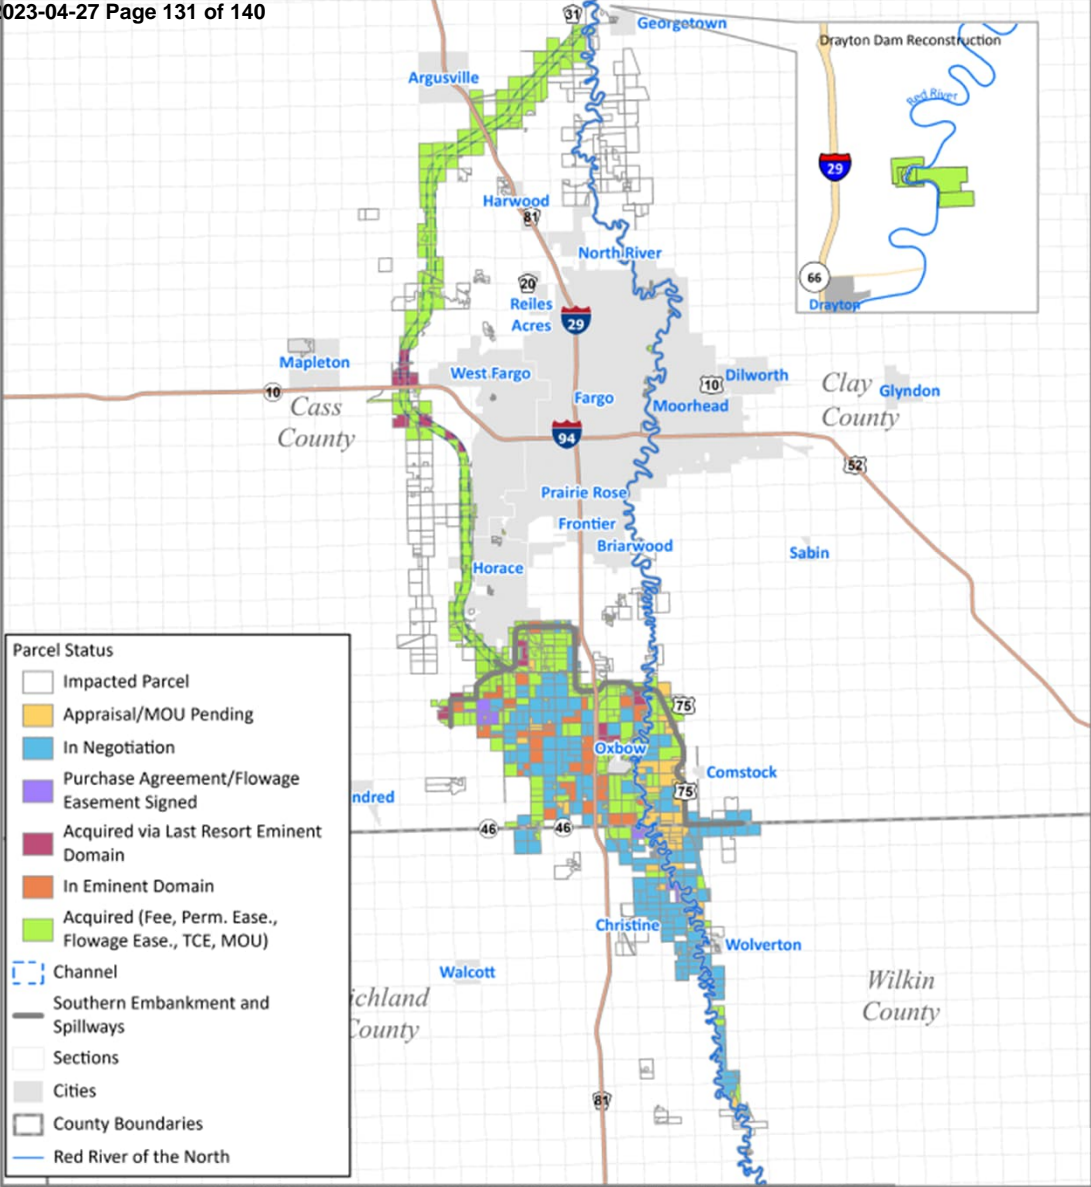 023-04-27 Page 131 of 140
31
Georgetown
Drayton Dam Reconstruction
Red River
29
66
Drayton
Argusville
Harwood
81
North River
20
Reiles
Acres
29
Mapleton
West Fargo
10
Dilworth
Clay
County
Glyndon
10
Cass
County
Fargo
Moorhead
94
52
Prairie Rose
Frontier
Briarwood
Sabin
Horace
75
Oxbow
Comstock
75
ndred
46
46
Christine
Wolverton
Walcott
Wilkin
County
ichland
County
81
Parcel Status
Impacted Parcel
Appraisal/MOU Pending
In Negotiation
Purchase Agreement/Flowage
Easement Signed
Acquired via Last Resort Eminent
Domain
In Eminent Domain
Acquired (Fee, Perm. Ease.,
Flowage Ease., TCE, MOU)
Channel
Southern Embankment and
Spillways
Sections
Cities
County Boundaries
Red River of the North